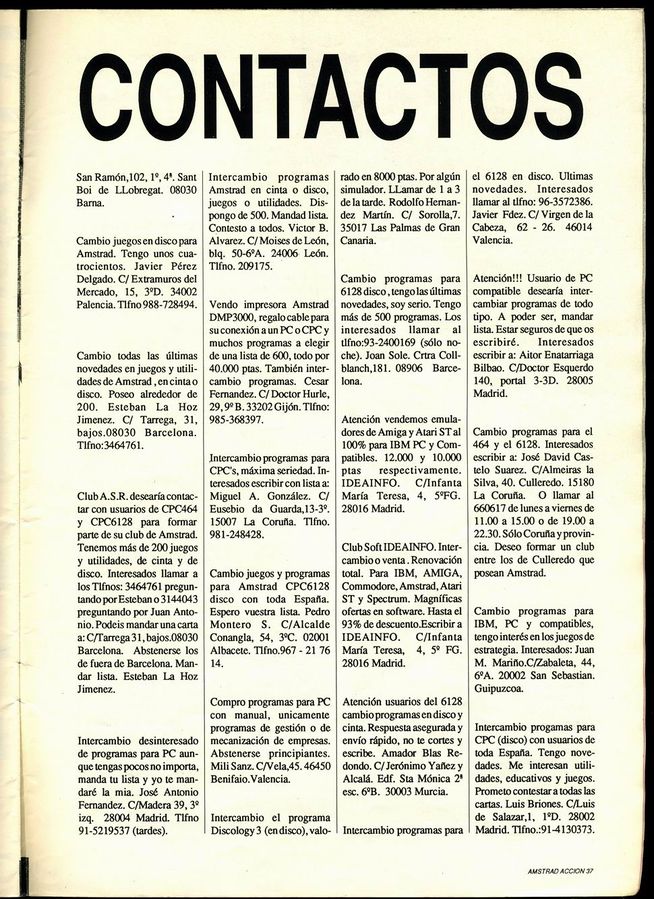 CONTACTOS
San Ramón,102, 1º, 4ª. Sant
Boi de LLobregat. 08030
Barna.
Cambio juegos en disco para
Amstrad. Tengo unos cua-
trocientos. Javier Pérez
Delgado. C/ Extramuros del
Mercado, 15, 3ºD. 34002
Palencia. Tlfno 988-728494.
Cambio todas las últimas
novedades en juegos y utili-
dades de Amstrad , en cinta o
disco. Poseo alrededor de
200. Esteban La Hoz
Jimenez. C/ Tarrega, 31,
bajos.08030 Barcelona.
Tlfno:3464761.
Club A.S.R. desearía contac-
tar con usuarios de CPC464
y CPC6128 para formar
parte de su club de Amstrad.
Tenemos más de 200 juegos
y utilidades, de cinta y de
disco. Interesados llamar a
los Tlfnos: 3464761 pregun-
tando por Esteban o 3144043
preguntando por Juan Anto-
nio. Podeis mandar una carta
a: C/Tarrega 31, bajos.08030
Barcelona. Abstenerse los
de fuera de Barcelona. Man-
dar lista. Esteban La Hoz
Jimenez.
Intercambio desinteresado
de programas para PC aun-
que tengas pocos no importa,
manda tu lista y yo te man-
daré la mia. José Antonio
Fernandez. C/Madera 39, 3º
izq. 28004 Madrid. Tlfno
91-5219537 (tardes).
Intercambio programas
Amstrad en cinta o disco,
juegos o utilidades. Dis-
pongo de 500. Mandad lista.
Contesto a todos. Victor B.
Alvarez. C/ Moises de León,
blq. 50-6ºA. 24006 León.
Tlfno. 209175.
Vendo impresora Amstrad
DMP3000, regalo cable para
su conexión a un PC o CPC y
muchos programas a elegir
de una lista de 600, todo por
40.000 ptas. También inter-
cambio programas. Cesar
Fernandez. C/ Doctor Hurle,
29, 9º B. 33202 Gijón. Tlfno:
985-368397.
Intercambio programas para
CPC's, máxima seriedad. In-
teresados escribir con lista a:
Miguel A. González. C/
Eusebio da Guarda,13-3º.
15007 La Coruña. Tlfno.
981-248428.
Cambio juegos y programas
para Amstrad CPC6128
disco con toda España.
Espero vuestra lista. Pedro
Montero S. C/Alcalde
Conangla, 54, 3ºC. 02001
Albacete. Tlfno.967 - 21 76
14.
Compro programas para PC
con manual, unicamente
programas de gestión o de
mecanización de empresas.
Abstenerse principiantes.
Mili Sanz. C/Vela,45. 46450
Benifaio.Valencia.
Intercambio el programa
Discology 3 (en disco), valo-
rado en 8000 ptas. Por algún
simulador. LLamar de 1 a 3
de la tarde. Rodolfo Hernan-
dez Martín. C/ Sorolla,7.
35017 Las Palmas de Gran
Canaria.
Cambio programas para
6128 disco , tengo las últimas
novedades, soy serio. Tengo
más de 500 programas. Los
interesados llamar al
tlfno:93-2400169 (sólo no-
che). Joan Sole. Crtra Coll-
blanch,181. 08906 Barce-
lona.
Atención vendemos emula-
dores de Amiga y Atari ST al
100% para IBM PC y Com-
patibles. 12.000 y 10.000
ptas respectivamente.
IDEAINFO. C/Infanta
María Teresa, 4, 5ºFG.
28016 Madrid.
Club Soft IDEAINFO. Inter-
cambio o venta . Renovación
total. Para IBM, AMIGA,
Commodore, Amstrad, Atari
ST y Spectrum. Magníficas
ofertas en software. Hasta el
93% de descuento.Escribir a
IDEAINFO. C/Infanta
María Teresa, 4, 5º FG.
28016 Madrid.
Atención usuarios del 6128
cambio programas en disco y
cinta. Respuesta asegurada y
envío rápido, no te cortes y
escribe. Amador Blas Re-
dondo. C/ Jerónimo Yañez y
Alcalá. Edf. Sta Mónica 2ª
esc. 6ºB. 30003 Murcia.
Intercambio programas para
el 6128 en disco. Ultimas
novedades. Interesados
llamar al tlfno: 96-3572386.
Javier Fdez. C/ Virgen de la
Cabeza, 62 - 26. 46014
Valencia.
Atención!!! Usuario de PC
compatible desearía inter-
cambiar programas de todo
tipo. A poder ser, mandar
lista. Estar seguros de que os
escribiré. Interesados
escribir a: Aitor Enatarriaga
Bilbao. C/Doctor Esquerdo
140, portal 3-3D. 28005
Madrid.
Cambio programas para el
464 y el 6128. Interesados
escribir a: José David Cas-
telo Suarez. C/Almeiras la
Silva, 40. Culleredo. 15180
La Coruña. O llamar al
660617 de lunes a viernes de
11.00 a 15.00 o de 19.00 a
22.30. Sólo Coruña y provin-
cia. Deseo formar un club
entre los de Culleredo que
posean Amstrad.
Cambio programas para
IBM, PC y compatibles,
tengo interés en los juegos de
estrategia. Interesados: Juan
M. Mariño.C/Zabaleta, 44,
6ºA. 20002 San Sebastian.
Guipuzcoa.
Intercambio progamas para
CPC (disco) con usuarios de
toda España. Tengo nove-
dades. Me interesan utili-
dades, educativos y juegos.
Prometo contestar a todas las
cartas. Luis Briones. C/Luis
de Salazar,1, 1ºD. 28002
Madrid. Tlfno.:91-4130373.
AMSTRAD ACCION 37